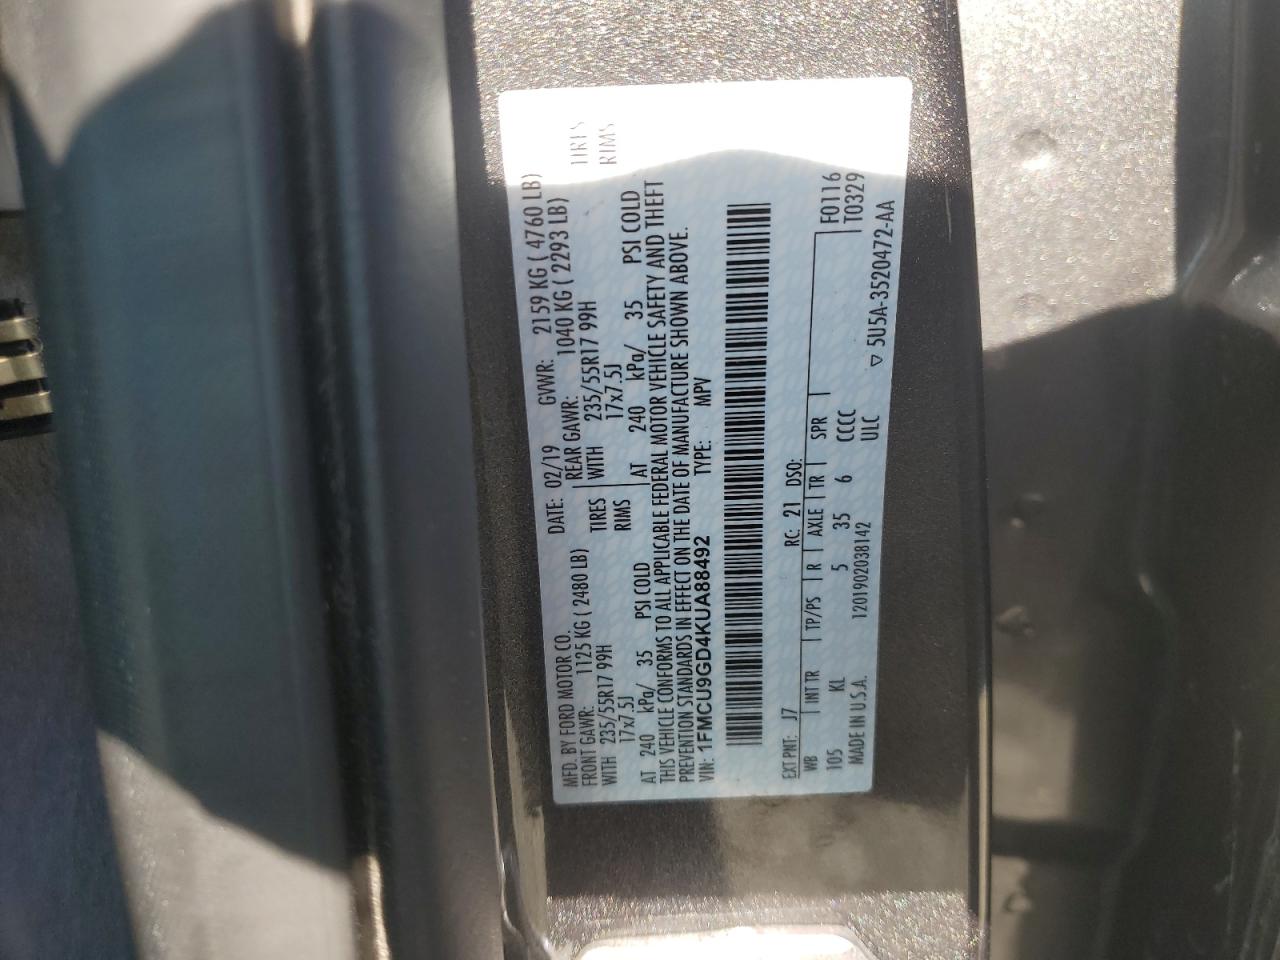 MFD. BY FORD MOTOR CO. DATE: 02/19 GVWR: 2159 KG ( 4760 LB)
FRONT GAWR: 1125 KG ( 2480 LB) REAR GAWR: 1040 KG ( 2293 LB)
WITH 235/55R17 99H TIRES WITH 235/55R17 99H TIRES
17x7.5J RIMS 17x7.5J RIMS
AT 240 kPa/ 35 PSI COLD AT 240 kPa/ 35 PSI COLD
THIS VEHICLE CONFORMS TO ALL APPLICABLE FEDERAL MOTOR VEHICLE SAFETY AND THEFT
PREVENTION STANDARDS IN EFFECT ON THE DATE OF MANUFACTURE SHOWN ABOVE.
VIN: 1FMCU9GD4KUA88492 TYPE: MPV
EXT PNT: J7 RC: 21 DSO:
WB INT TR TP/PS R AXLE TR SPR F0116
105 KL 5 35 6 CCCC T0329
MADE IN U.S.A. 1201902038142 ULC
▽ 5U5A-3520472-AA